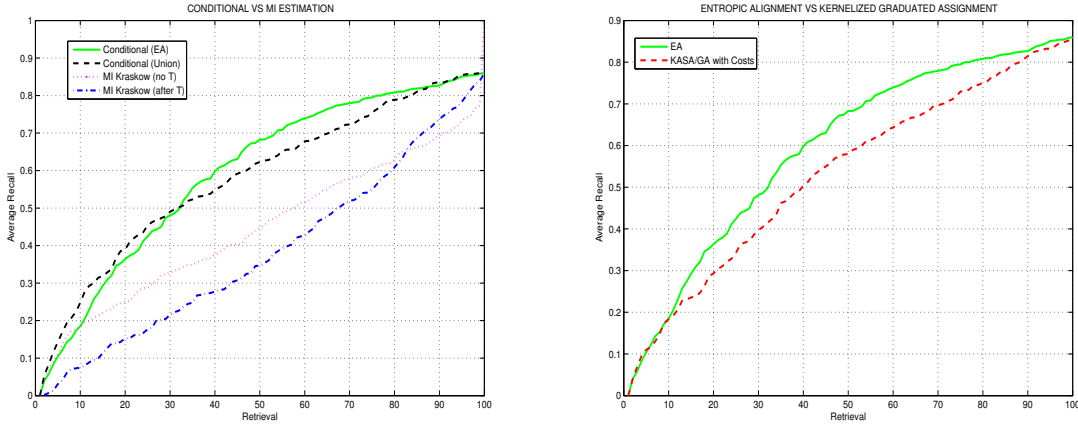 CONDITIONAL VS MI ESTIMATION
1
0.9
0.8
0.7
0.6
0.5
0.4
0.3
0.2
0.1
0
Average Recall
Conditional (EA)
Conditional (Union)
MI Kraskow (no T)
MI Kraskow (after T)
0 10 20 30 40 50 60 70 80 90 100
Retrieval
ENTROPIC ALIGNMENT VS KERNELIZED GRADUATED ASSIGNMENT
0.9
0.8
0.7
0.6
0.5
0.4
0.3
0.2
0.1
0
Average Recall
EA
KASA/GA with Costs
0 10 20 30 40 50 60 70 80 90 100
Retrieval